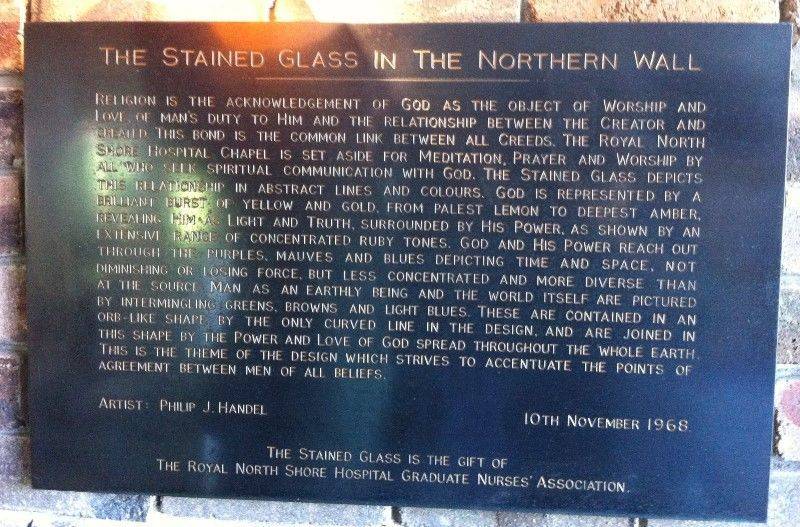 The Stained Glass In The Northern Wall
Religion is the acknowledgement of God as the object of Worship and
Love, of man's duty to Him and the relationship between the Creator and
created. This bond is the common link between all Creeds. The Royal North
Shore Hospital Chapel is set aside for Meditation, Prayer and Worship by
all who seek spiritual communication with God. The Stained Glass depicts
this relationship in abstract lines and colours. God is represented by a
brilliant burst of yellow and gold, from palest lemon to deepest amber,
revealing Him as Light and Truth, surrounded by His Power, as shown by an
extensive range of concentrated ruby tones. God and His Power reach out
through the purples, mauves and blues depicting time and space, not
diminishing or losing force, but less concentrated and more diverse than
at the source. Man as an earthly being and the world itself are pictured
by intermingling greens, browns and light blues. These are contained in an
orb-like shape, by the only curved line in the design, and are joined in
this shape by the Power and Love of God spread throughout the whole earth.
This is the theme of the design which strives to accentuate the points of
agreement between men of all beliefs.
Artist: Philip J. Handel
10th November 1968.
The Stained Glass is the gift of
The Royal North Shore Hospital Graduate Nurses' Association.